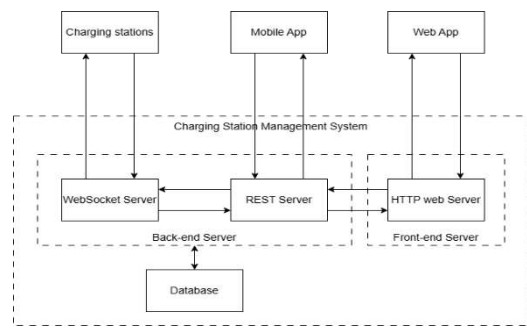 Charging stations
Mobile App
Web App
Charging Station Management System
WebSocket Server
REST Server
HTTP web Server
Back-end Server
Front-end Server
Database